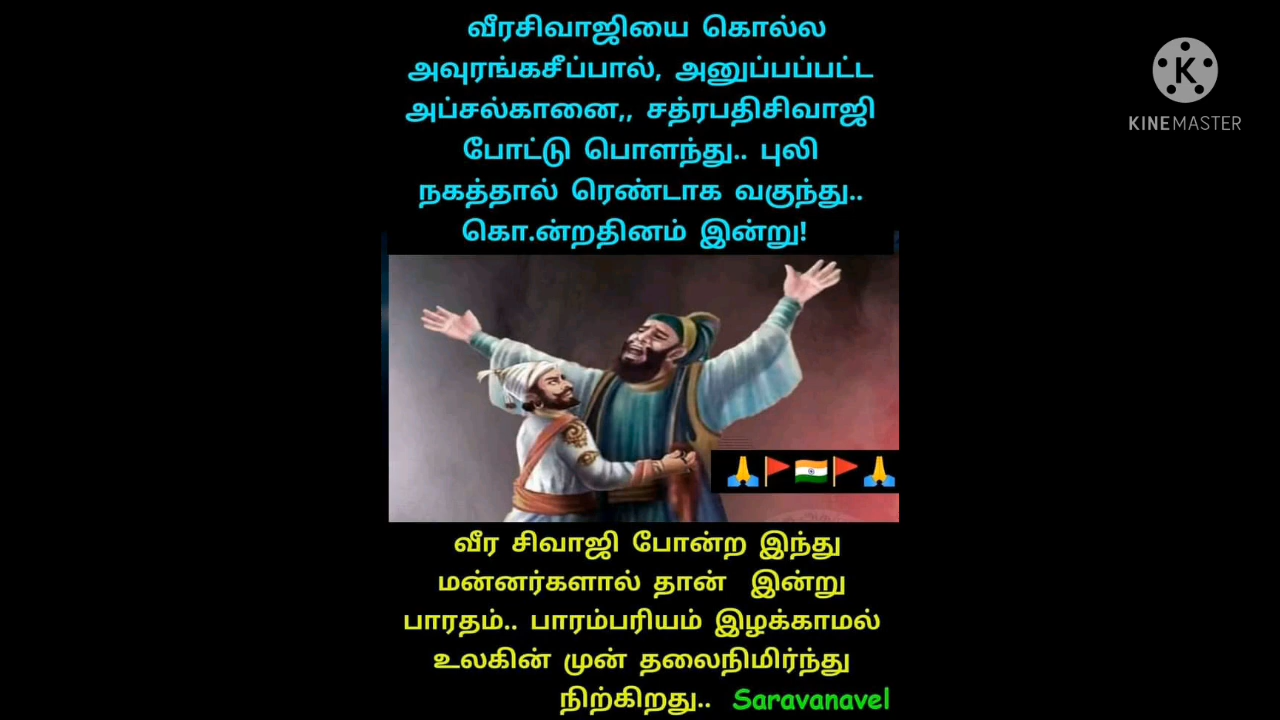 வீரசிவாஜியை கொல்ல
அவுரங்கசீப்பால், அனுப்பப்பட்ட
அப்சல்கானை,, சத்ரபதிசிவாஜி
போட்டு பொளந்து.. புலி
நகத்தால் ரெண்டாக வகுந்து..
கொ.ன்றதினம் இன்று!
K
KINEMASTER
🙏🚩🇮🇳🚩🙏
வீர சிவாஜி போன்ற இந்து
மன்னர்களால் தான் இன்று
பாரதம்.. பாரம்பரியம் இழக்காமல்
உலகின் முன் தலைநிமிர்ந்து
நிற்கிறது.. Saravanavel